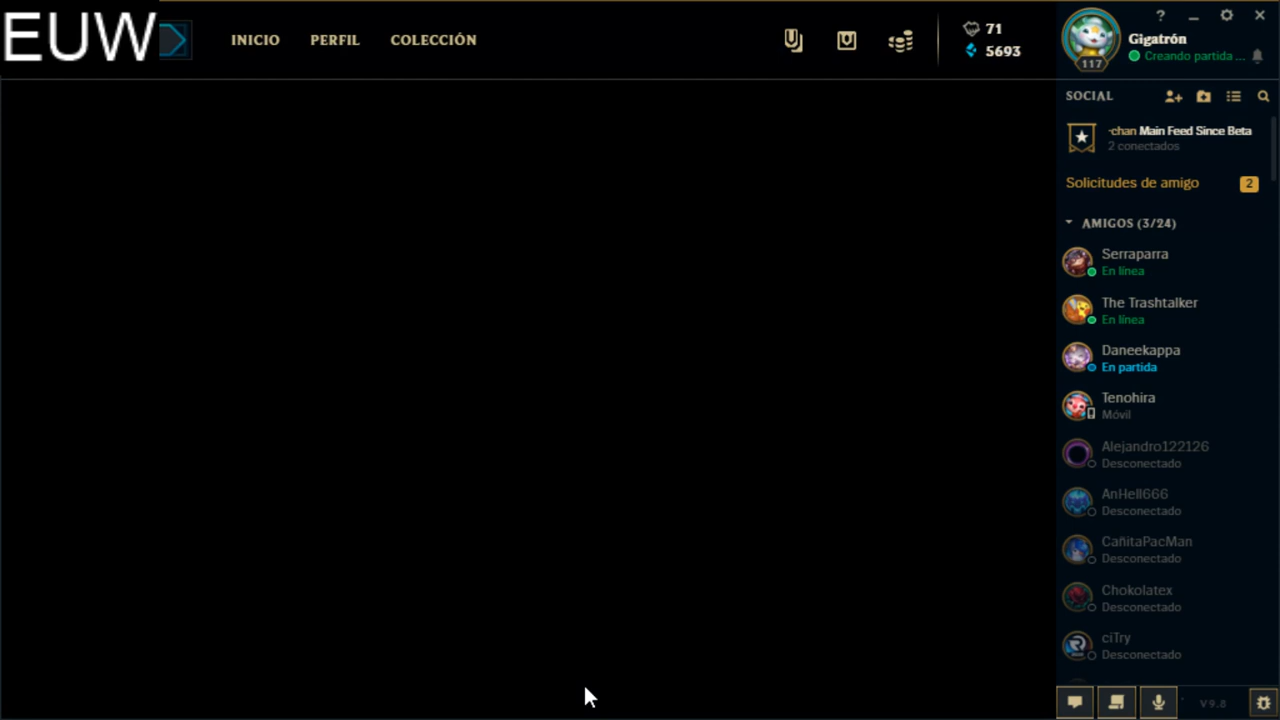 EUW
INICIO PERFIL COLECCIÓN
71
5693
?
117
Gigatrón
Creando partida ...
SOCIAL
-chan Main Feed Since Beta
2 conectados
Solicitudes de amigo 2
AMIGOS (3/24)
Serraparra
En línea
The Trashtalker
En línea
Daneekappa
En partida
Tenohira
Móvil
Alejandro122126
Desconectado
AnHell666
Desconectado
CañitaPacMan
Desconectado
Chokolatex
Desconectado
ciTry
Desconectado
V9.8